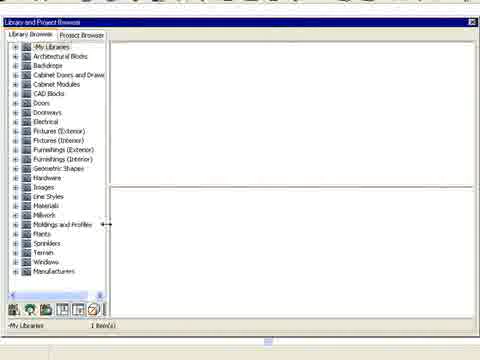 Library and Project Browser
Library Browser
Project Browser
-My Libraries
Architectural Blocks
Backdrops
Cabinet Doors and Drawe
Cabinet Modules
CAD Blocks
Doors
Doorways
Electrical
Fixtures (Exterior)
Fixtures (Interior)
Furnishings (Exterior)
Furnishings (Interior)
Geometric Shapes
Hardware
Images
Line Styles
Materials
Millwork
Moldings and Profiles
Plants
Sprinklers
Terrain
Windows
Manufacturers
-My Libraries
1 item(s)